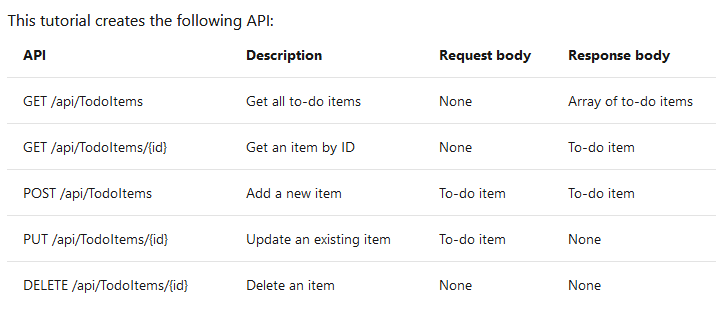 This tutorial creates the following API:
API Description Request body Response body
GET /api/TodoItems Get all to-do items None Array of to-do items
GET /api/TodoItems/{id} Get an item by ID None To-do item
POST /api/TodoItems Add a new item To-do item To-do item
PUT /api/TodoItems/{id} Update an existing item To-do item None
DELETE /api/TodoItems/{id} Delete an item None None